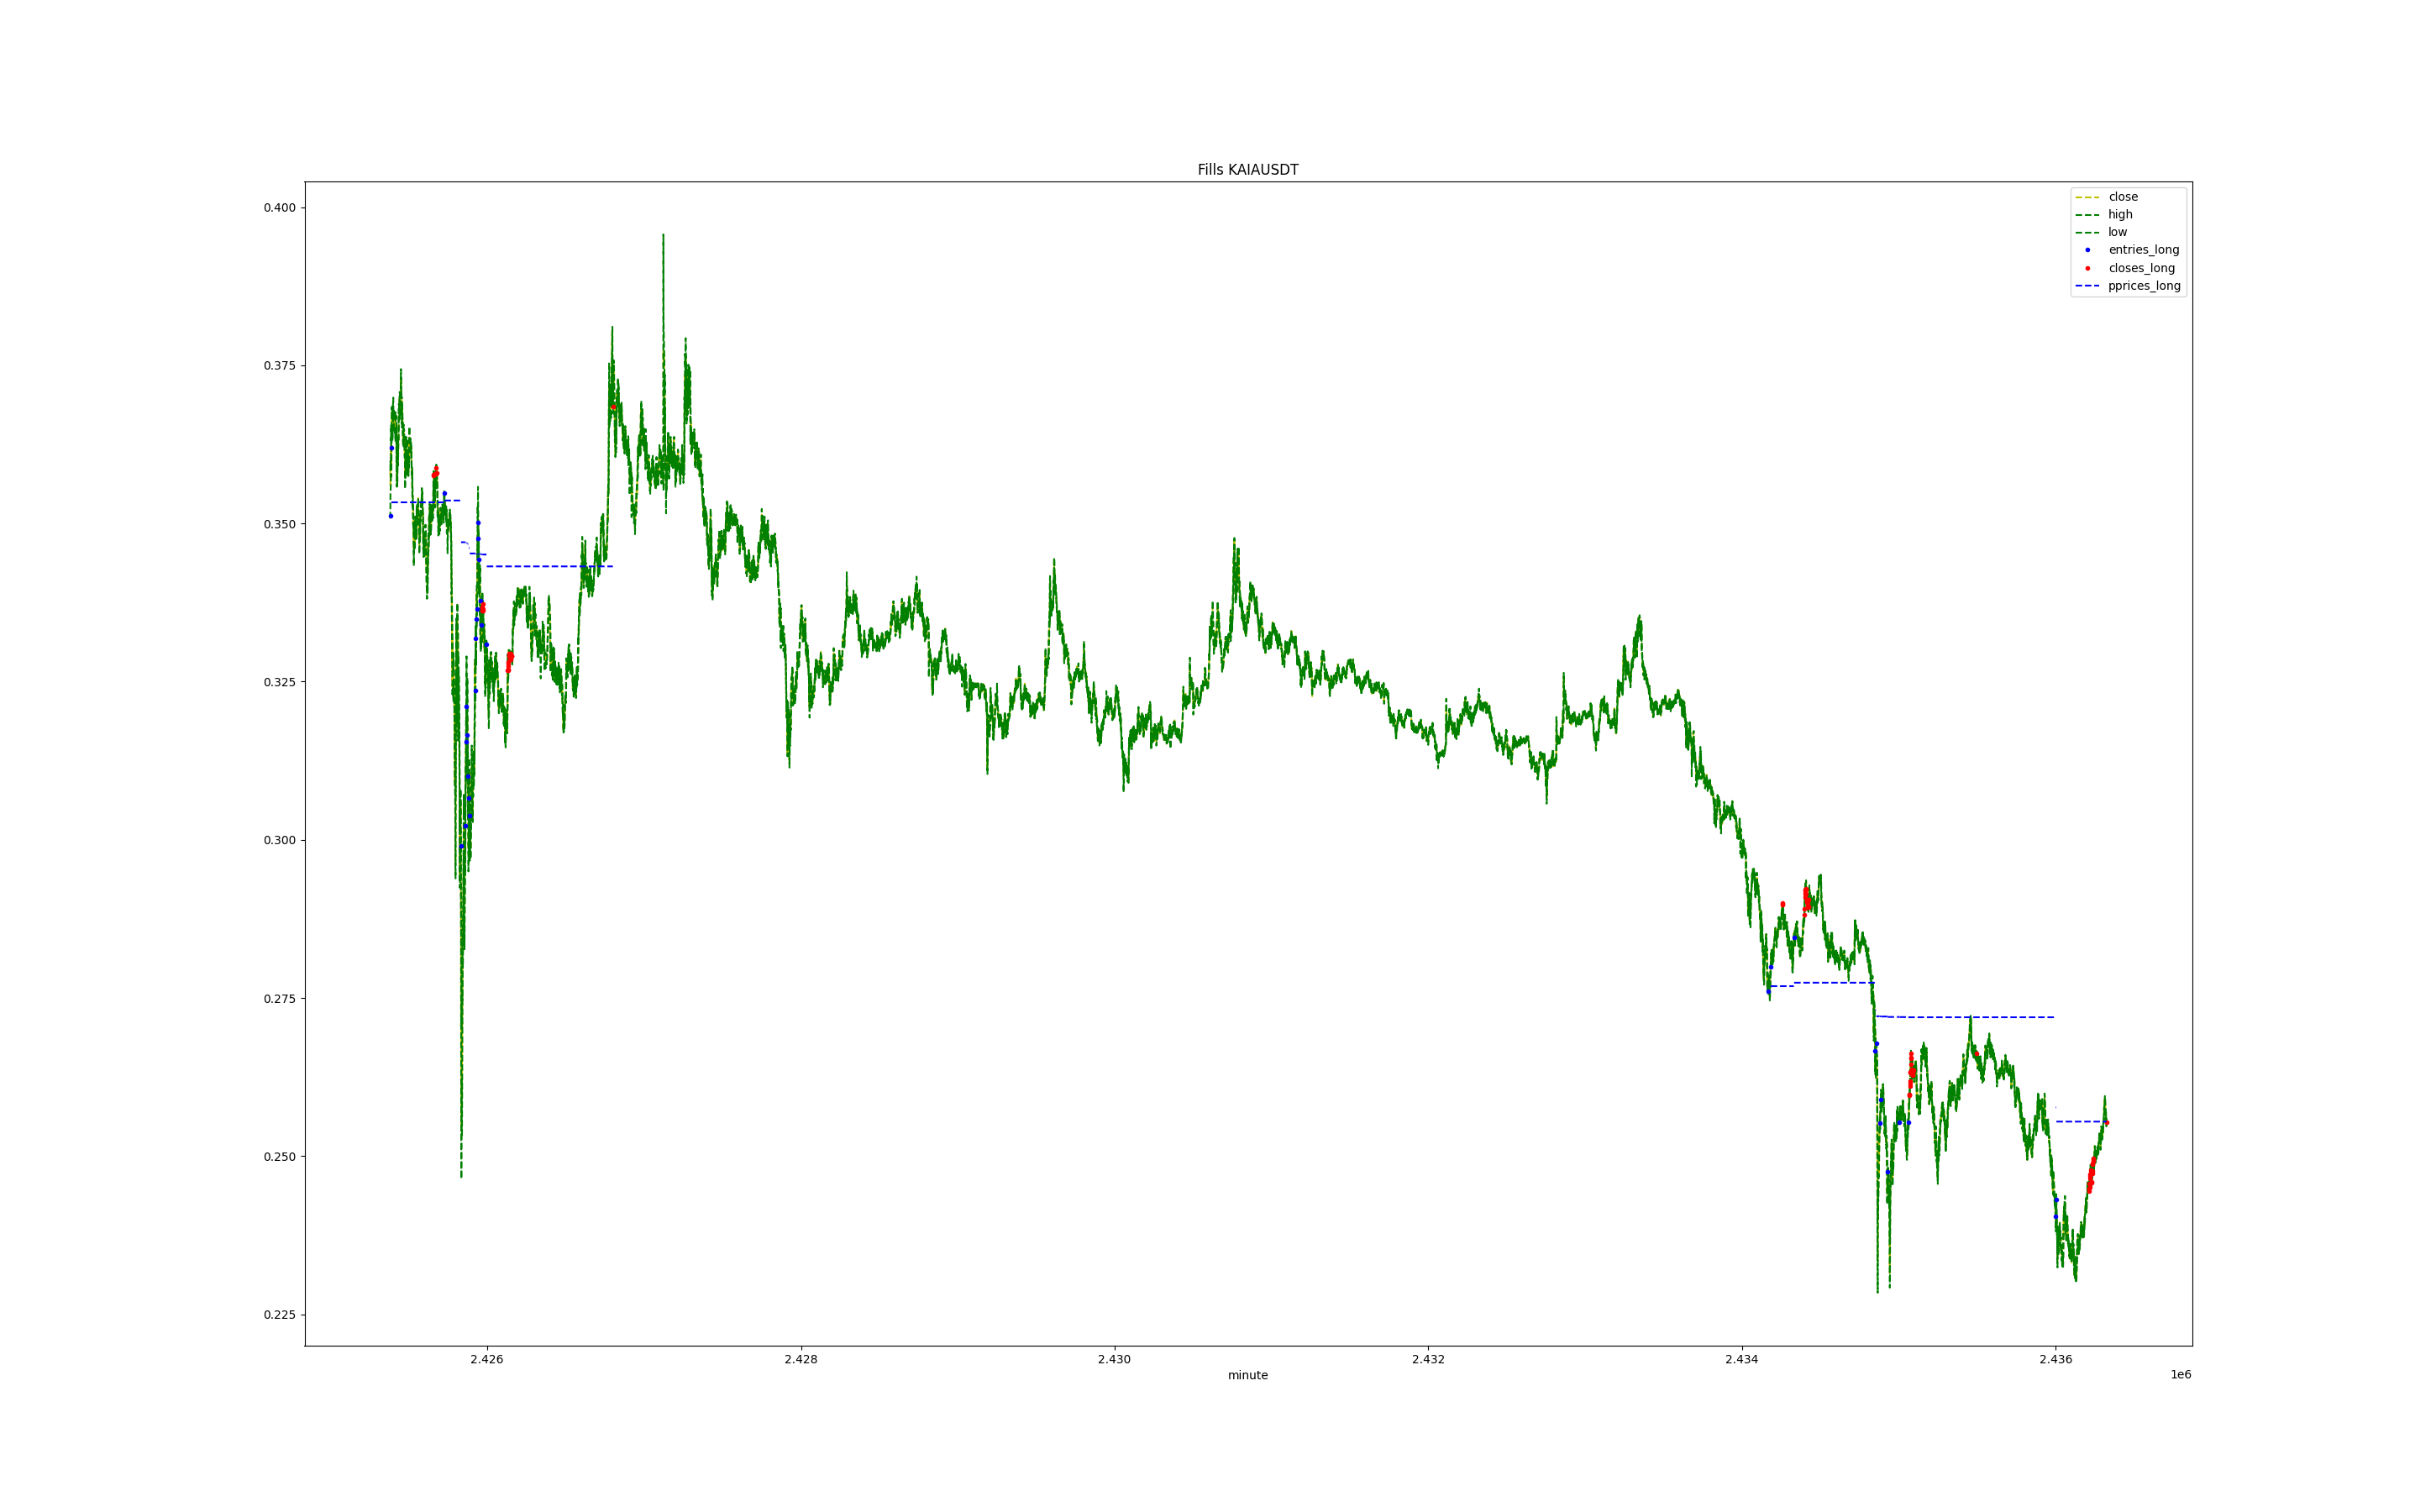 Fills KAIAUSDT
close
high
low
entries_long
closes_long
pprices_long
0.400
0.375
0.350
0.325
0.300
0.275
0.250
0.225
2.426 2.428 2.430 2.432 2.434 2.436
minute 1e6